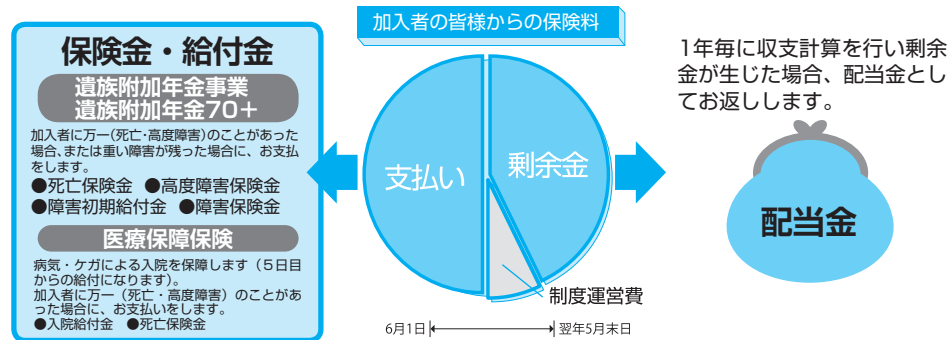 保険金・給付金
遺族附加年金事業
遺族附加年金70+
加入者に万一(死亡・高度障害)のことがあった
場合、または重い障害が残った場合に、お支払
をします。
●死亡保険金 ●高度障害保険金
●障害初期給付金 ●障害保険金
医療保障保険
病気・ケガによる入院を保障します（5日目
からの給付になります）。
加入者に万一（死亡・高度障害）のことがあ
った場合に、お支払いをします。
●入院給付金 ●死亡保険金
加入者の皆様からの保険料
支払い
剰余金
制度運営費
6月1日
翌年5月末日
1年毎に収支計算を行い剰余
金が生じた場合、配当金とし
てお返しします。
配当金